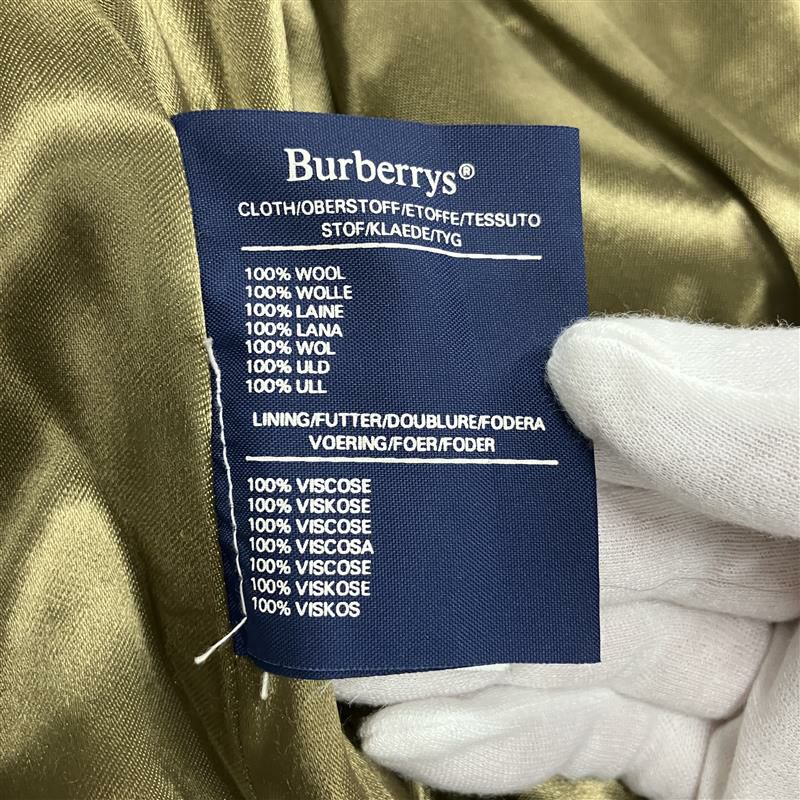 Burberrys®
CLOTH/OBERSTOFF/ETOFFE/TESSUTO
STOF/KLAEDE/TYG
100% WOOL
100% WOLLE
100% LAINE
100% LANA
100% WOL
100% ULD
100% ULL
LINING/FUTTER/DOUBLURE/FODERA
VOERING/FOER/FODER
100% VISCOSE
100% VISKOSE
100% VISCOSE
100% VISCOSA
100% VISCOSE
100% VISKOSE
100% VISKOS